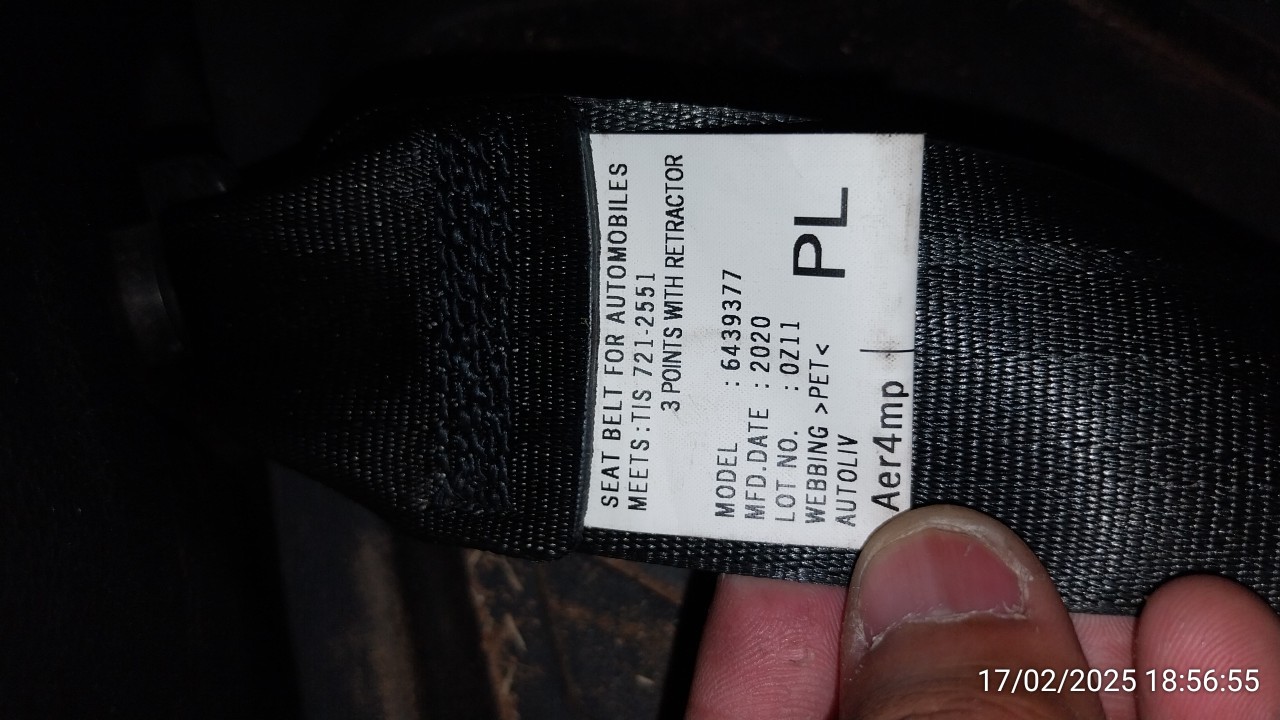 SEAT BELT FOR AUTOMOBILES
MEETS:TIS 721-2551
3 POINTS WITH RETRACTOR
MODEL : 6439377
MFD.DATE : 2020
LOT NO. : 0Z11
WEBBING >PET<
AUTOLIV
PL
Aer4mp
17/02/2025 18:56:55